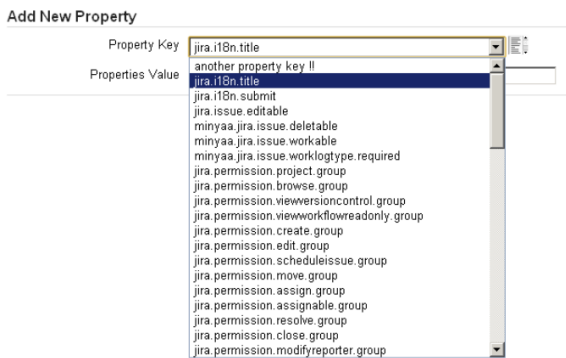 Add New Property
Property Key jira.i18n.title
Properties Value
another property key !!
jira.i18n.title
jira.i18n.submit
jira.issue.editable
minyaa.jira.issue.deletable
minyaa.jira.issue.workable
minyaa.jira.issue.worklogtype.required
jira.permission.project.group
jira.permission.browse.group
jira.permission.viewversioncontrol.group
jira.permission.viewworkflowreadonly.group
jira.permission.create.group
jira.permission.edit.group
jira.permission.scheduleissue.group
jira.permission.move.group
jira.permission.assign.group
jira.permission.assignable.group
jira.permission.resolve.group
jira.permission.close.group
jira.permission.modifyreporter.group